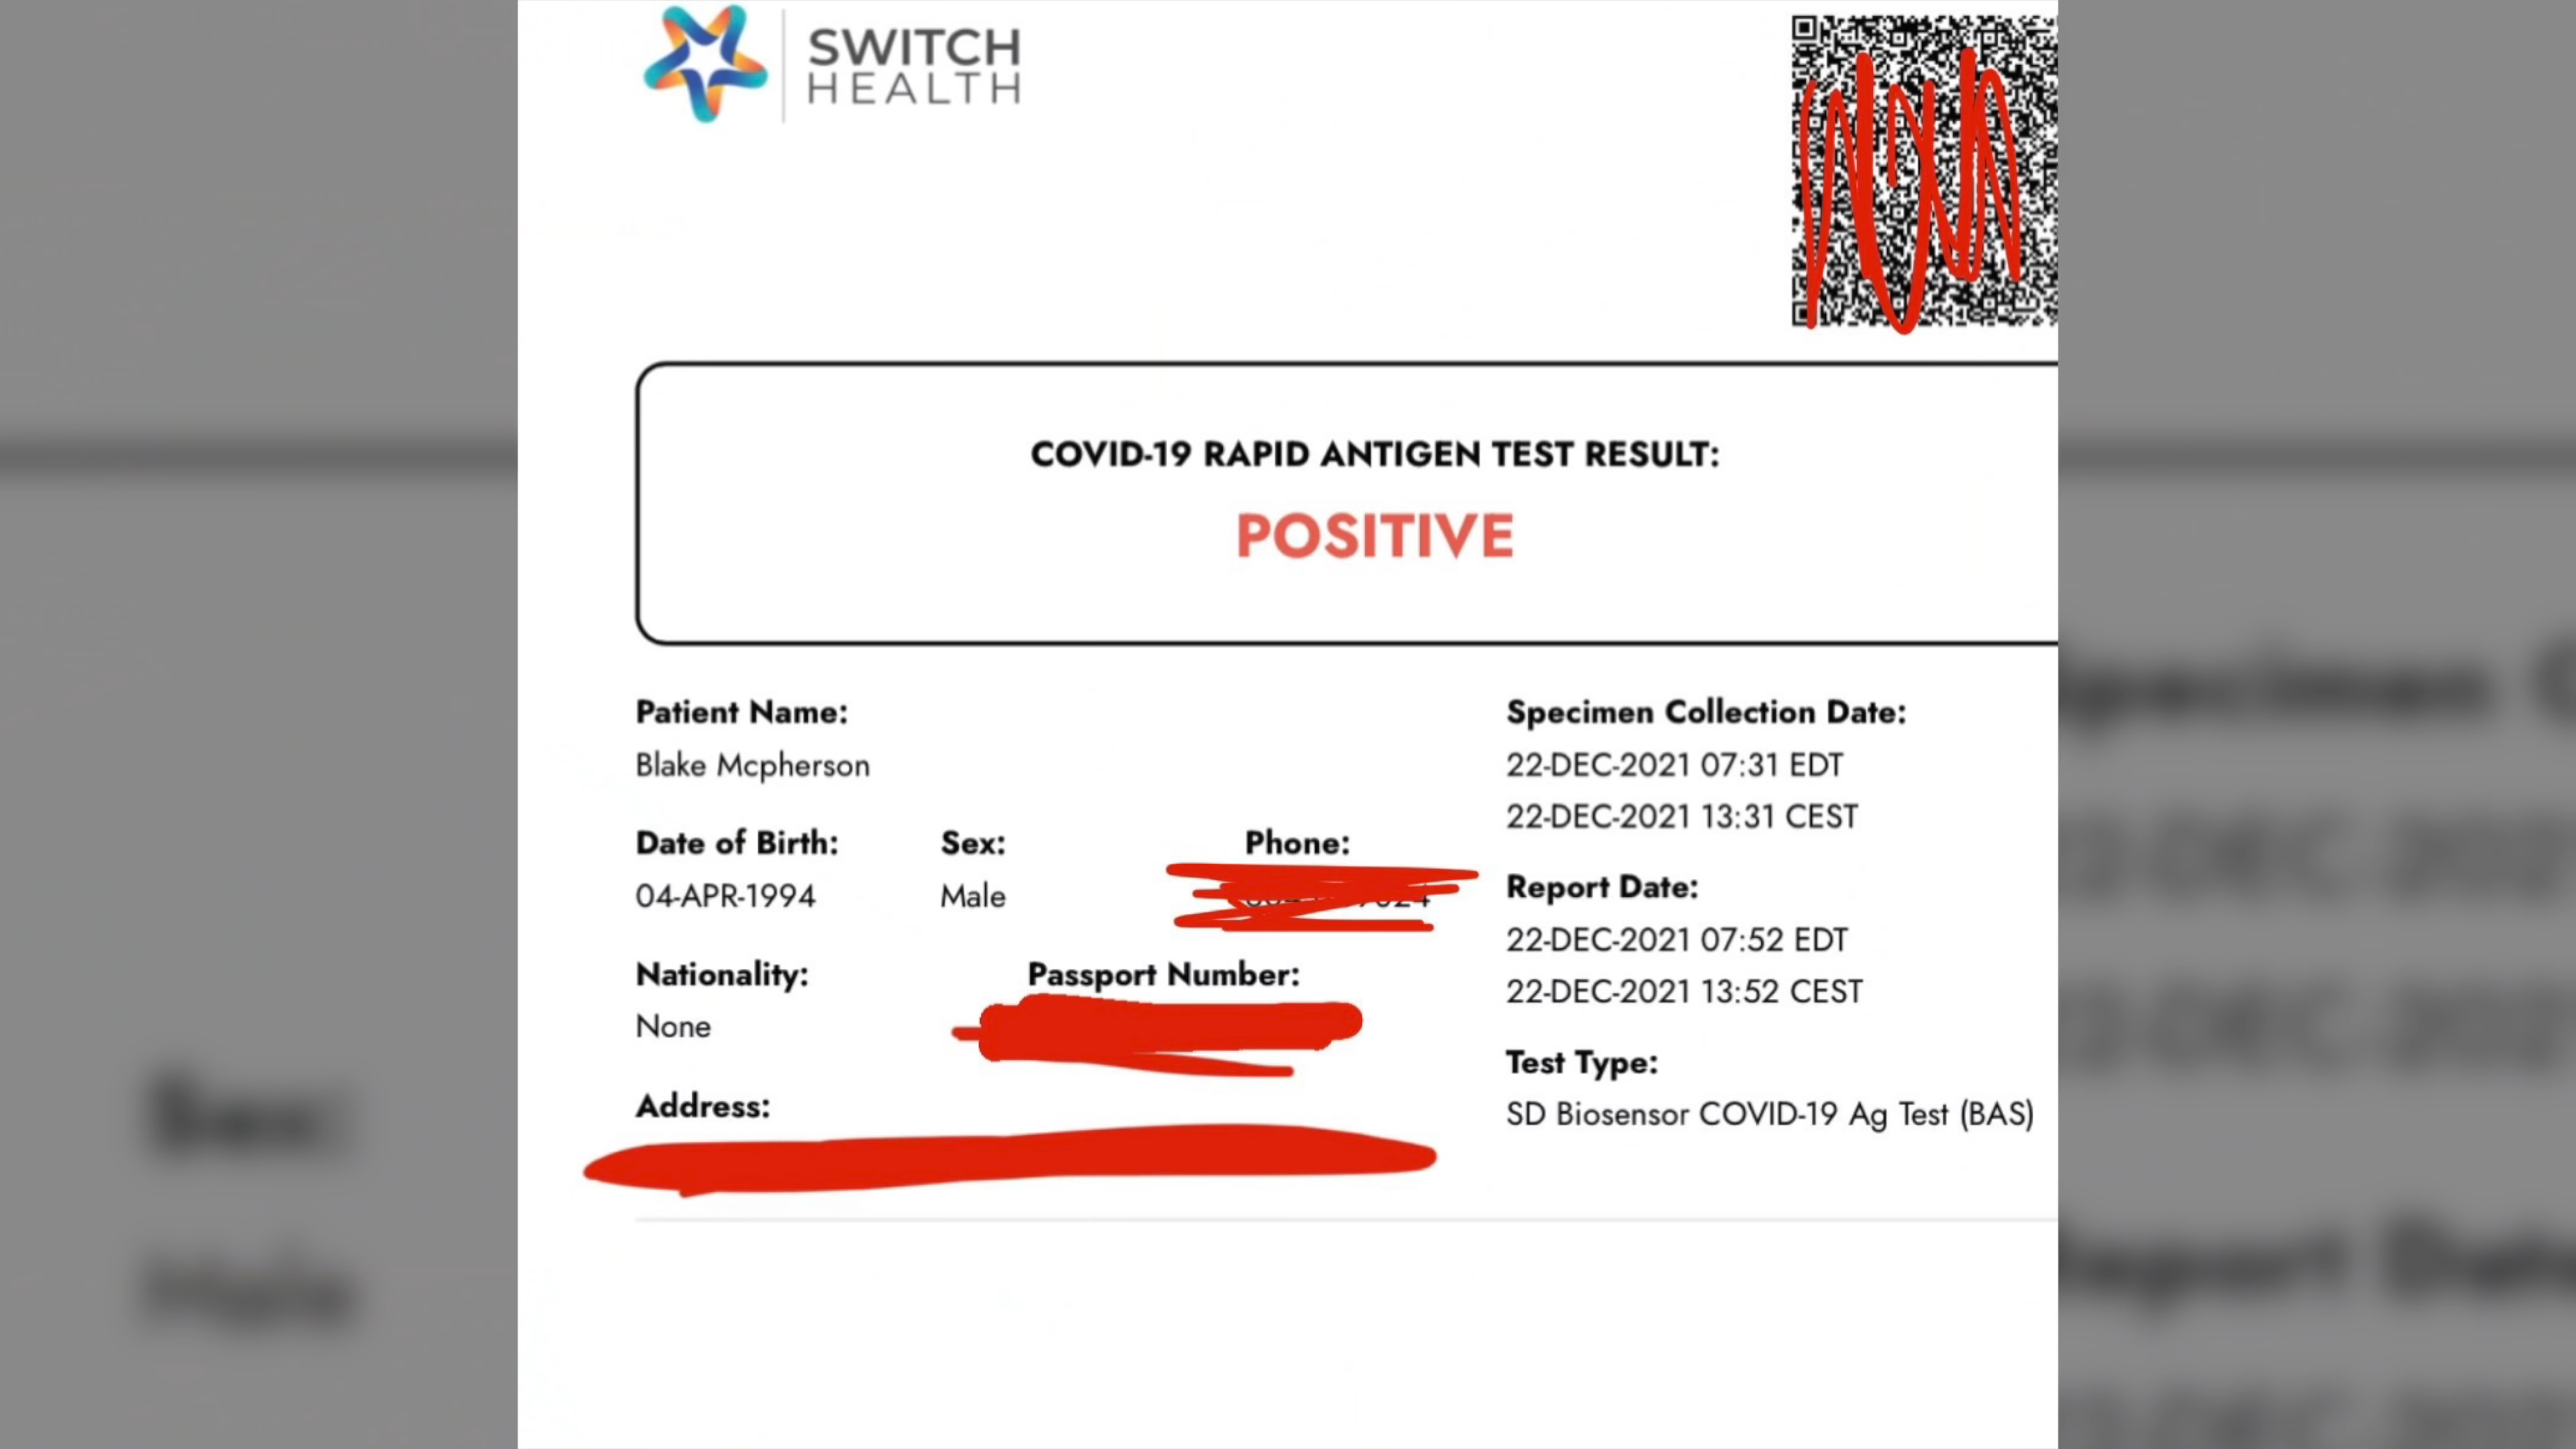 SWITCH
HEALTH
COVID-19 RAPID ANTIGEN TEST RESULT:
POSITIVE
Patient Name:
Blake Mcpherson
Date of Birth:
04-APR-1994
Sex:
Male
Phone:
Nationality:
None
Passport Number:
Address:
Specimen Collection Date:
22-DEC-2021 07:31 EDT
22-DEC-2021 13:31 CEST
Report Date:
22-DEC-2021 07:52 EDT
22-DEC-2021 13:52 CEST
Test Type:
SD Biosensor COVID-19 Ag Test (BAS)